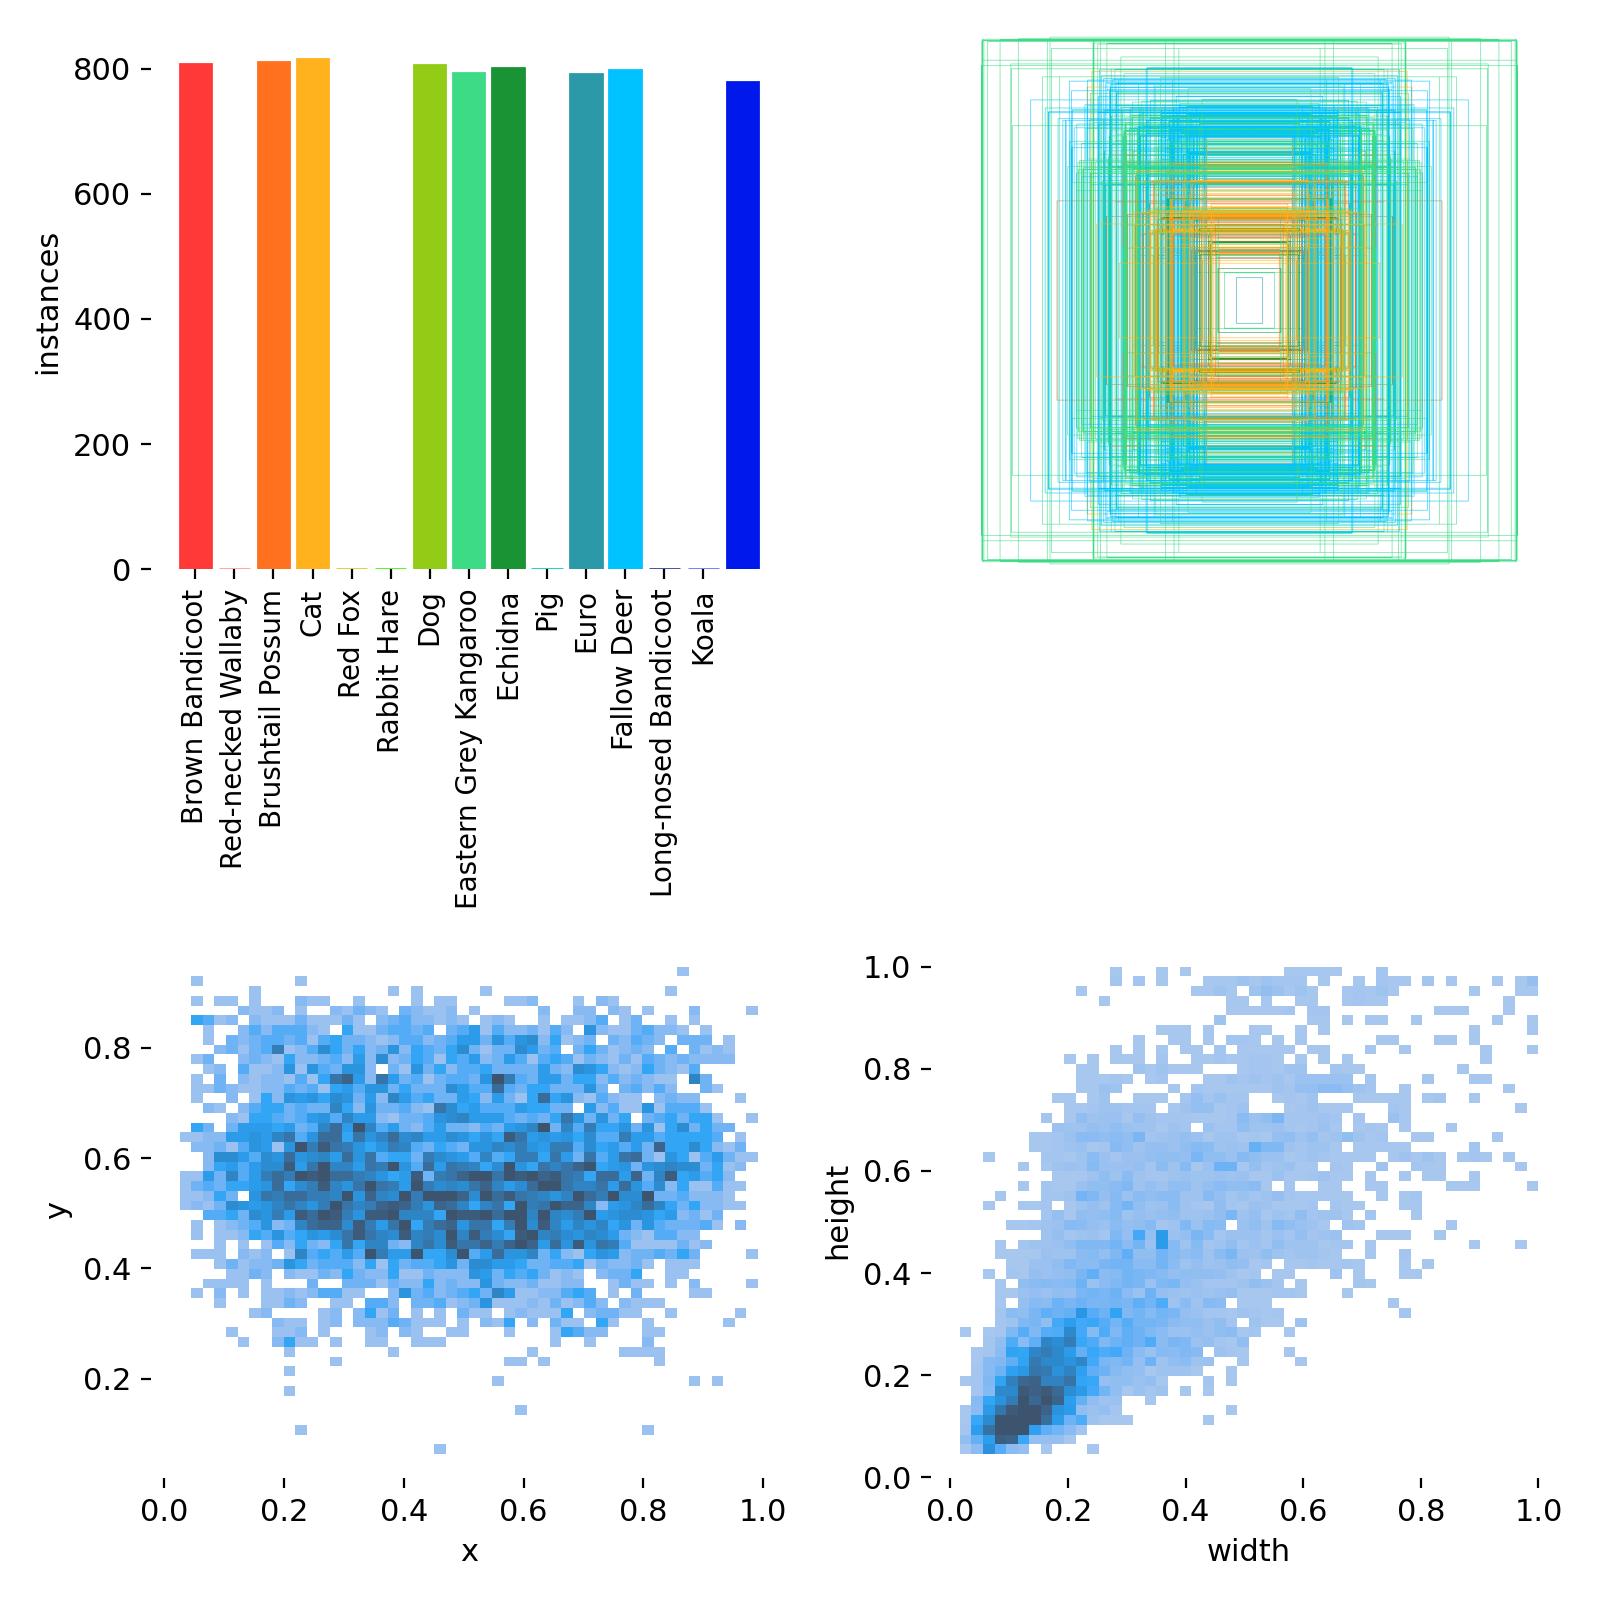 800
600
400
200
0
instances
Brown Bandicoot
Red-necked Wallaby
Brushtail Possum
Cat
Red Fox
Rabbit Hare
Dog
Eastern Grey Kangaroo
Echidna
Pig
Euro
Fallow Deer
Long-nosed Bandicoot
Koala
0.8
0.6
0.4
0.2
y
0.0 0.2 0.4 0.6 0.8 1.0
x
1.0
0.8
0.6
0.4
0.2
0.0
height
0.0 0.2 0.4 0.6 0.8 1.0
width